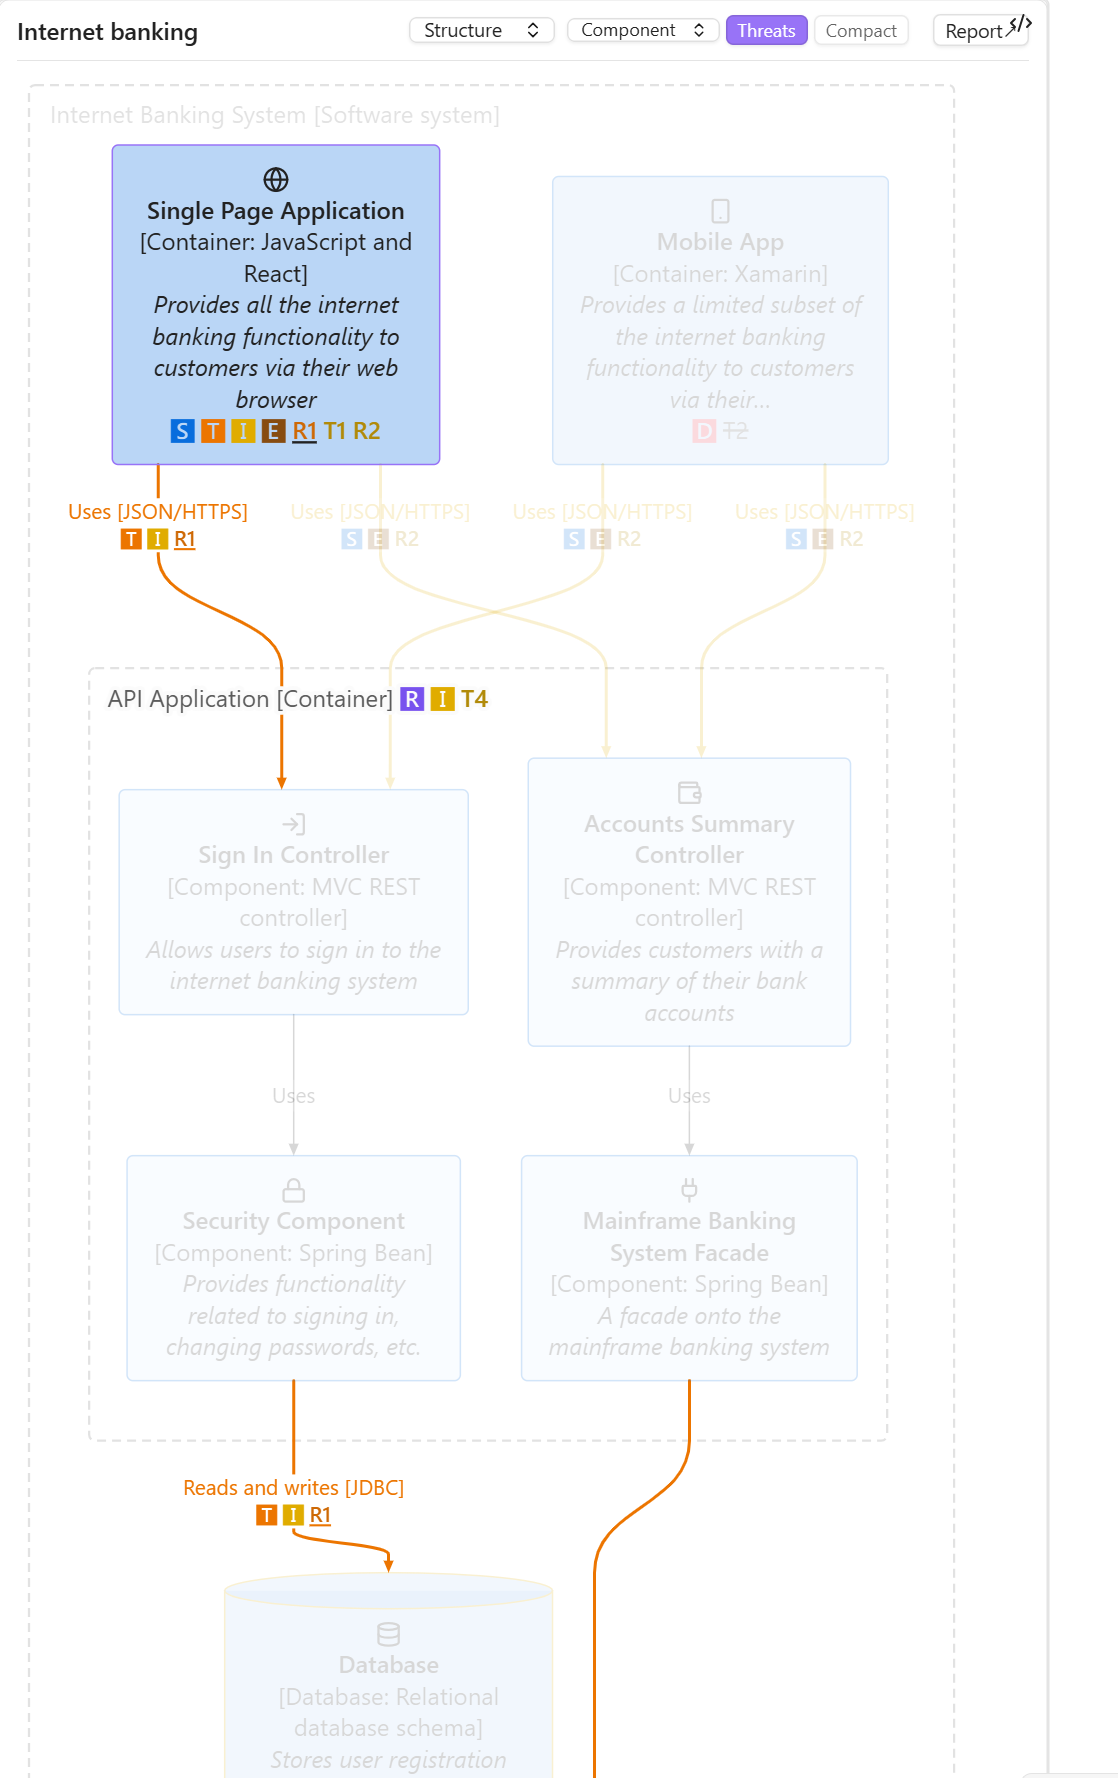 Internet banking
Structure
Component
Threats
Compact
Report
Internet Banking System [Software system]
Single Page Application
[Container: JavaScript and
React]
Provides all the internet
banking functionality to
customers via their web
browser
S T I E R1 T1 R2
Mobile App
[Container: Xamarin]
Provides a limited subset of
the internet banking
functionality to customers
via their...
D T2
Uses [JSON/HTTPS]
T I R1
Uses [JSON/HTTPS]
S E R2
Uses [JSON/HTTPS]
S E R2
Uses [JSON/HTTPS]
S E R2
API Application [Container] R I T4
Sign In Controller
[Component: MVC REST
controller]
Allows users to sign in to the
internet banking system
Accounts Summary
Controller
[Component: MVC REST
controller]
Provides customers with a
summary of their bank
accounts
Uses
Uses
Security Component
[Component: Spring Bean]
Provides functionality
related to signing in,
changing passwords, etc.
Mainframe Banking
System Facade
[Component: Spring Bean]
A facade onto the
mainframe banking system
Reads and writes [JDBC]
T I R1
Database
[Database: Relational
database schema]
Stores user registration